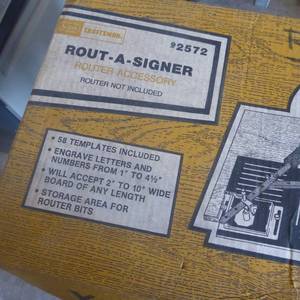 CRAFTSMAN
92572
ROUT-A-SIGNER
ROUTER ACCESSORY
ROUTER NOT INCLUDED
• 58 TEMPLATES INCLUDED
• ENGRAVE LETTERS AND
NUMBERS FROM 1" TO 4½"
• WILL ACCEPT 2" TO 10" WIDE
BOARD OF ANY LENGTH
• STORAGE AREA FOR
ROUTER BITS